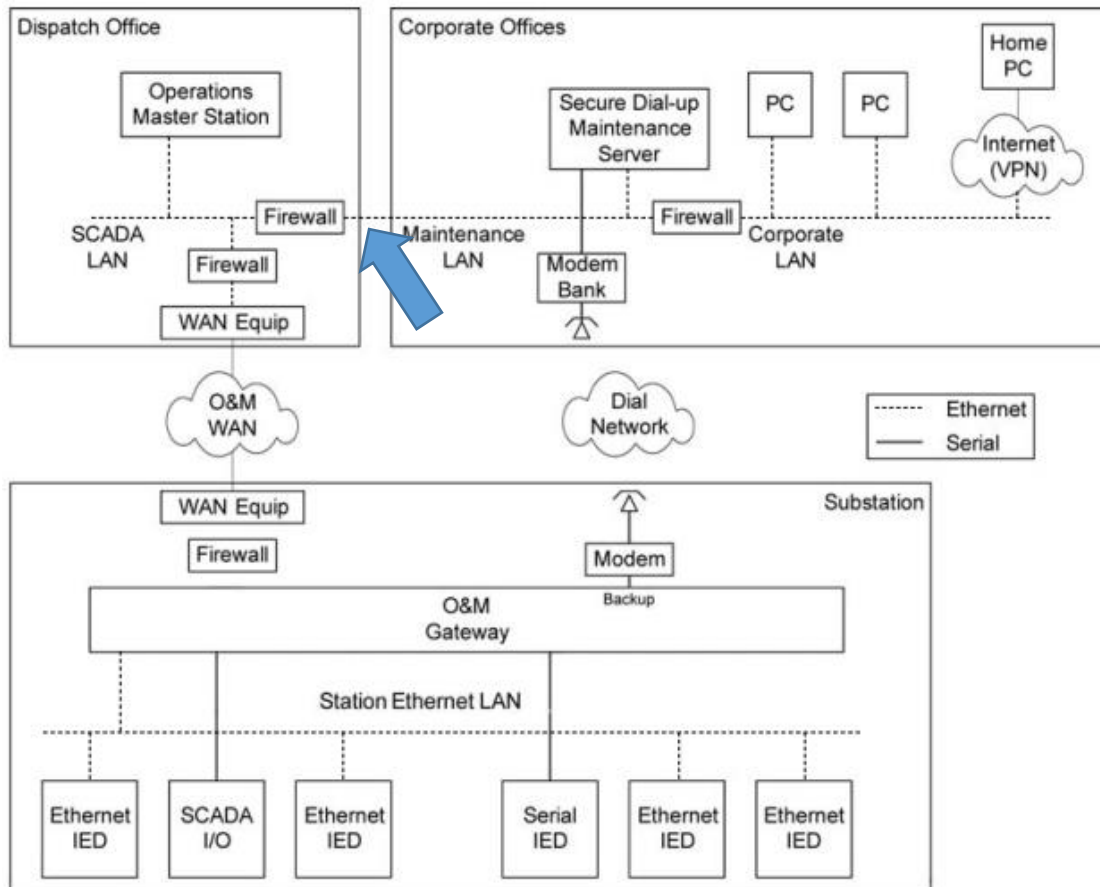 Dispatch Office
Operations
Master Station
Firewall
SCADA
LAN
Firewall
WAN Equip
Corporate Offices
Secure Dial-up
Maintenance
Server
PC
PC
Home
PC
Internet
(VPN)
Maintenance
LAN
Firewall
Corporate
LAN
Modem
Bank
O&M
WAN
Dial
Network
Ethernet
Serial
Substation
WAN Equip
Firewall
Modem
Backup
O&M
Gateway
Station Ethernet LAN
Ethernet
IED
SCADA
I/O
Ethernet
IED
Serial
IED
Ethernet
IED
Ethernet
IED